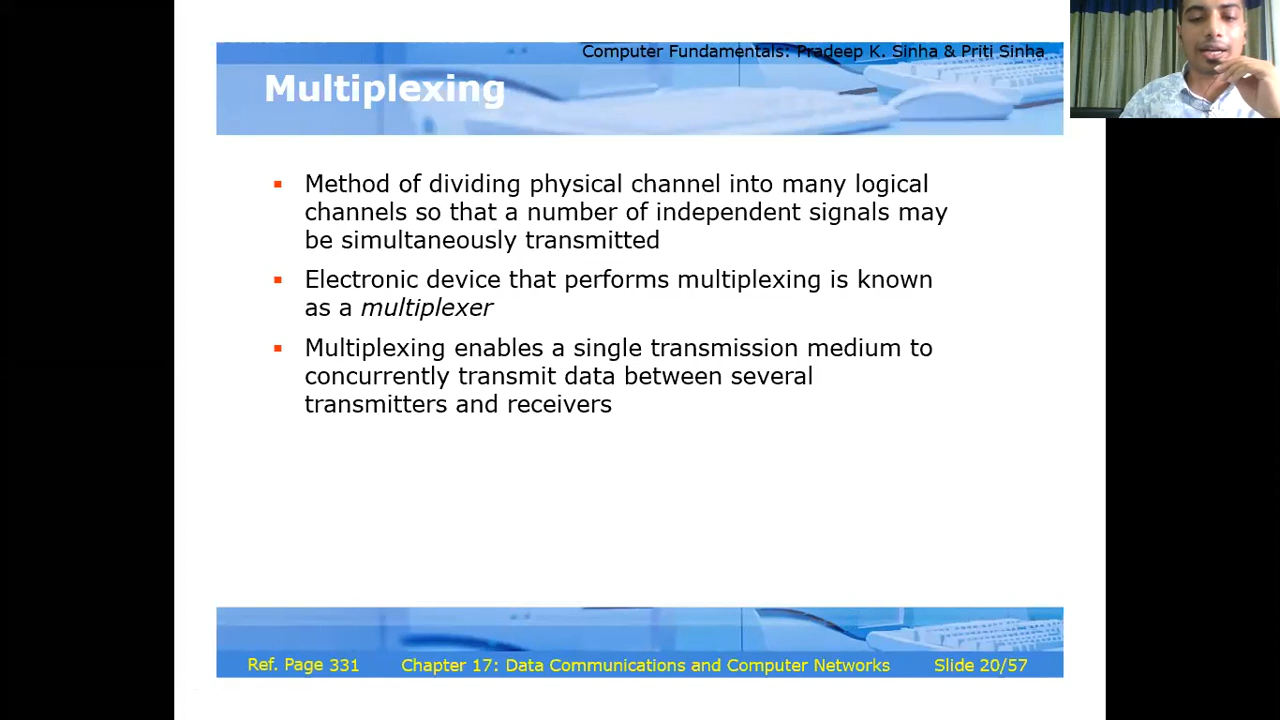 Computer Fundamentals: Pradeep K. Sinha & Priti Sinha
Multiplexing
Method of dividing physical channel into many logical
channels so that a number of independent signals may
be simultaneously transmitted
Electronic device that performs multiplexing is known
as a multiplexer
Multiplexing enables a single transmission medium to
concurrently transmit data between several
transmitters and receivers
Ref. Page 331 Chapter 17: Data Communications and Computer Networks Slide 20/57